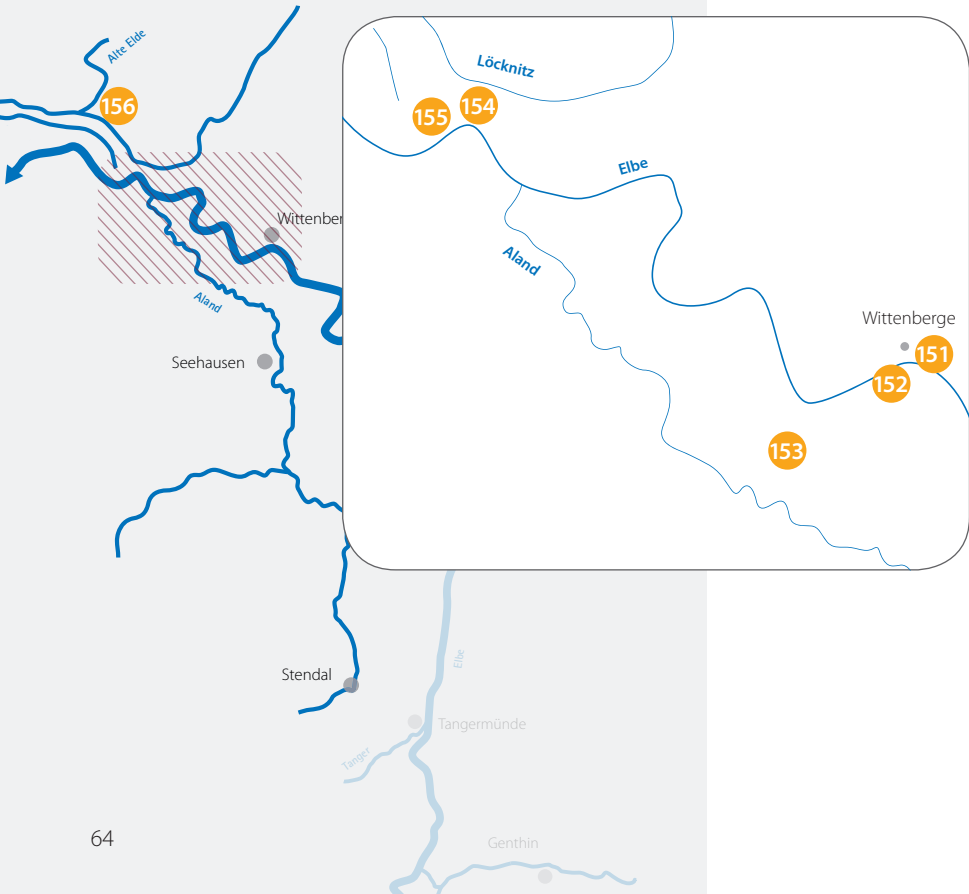 Alte Elde
156
Wittenber
Aland
Seehausen
Stendal
Elbe
Tangermünde
Tanger
Genthin
64
Löcknitz
155
154
Elbe
Aland
Wittenberge
151
152
153